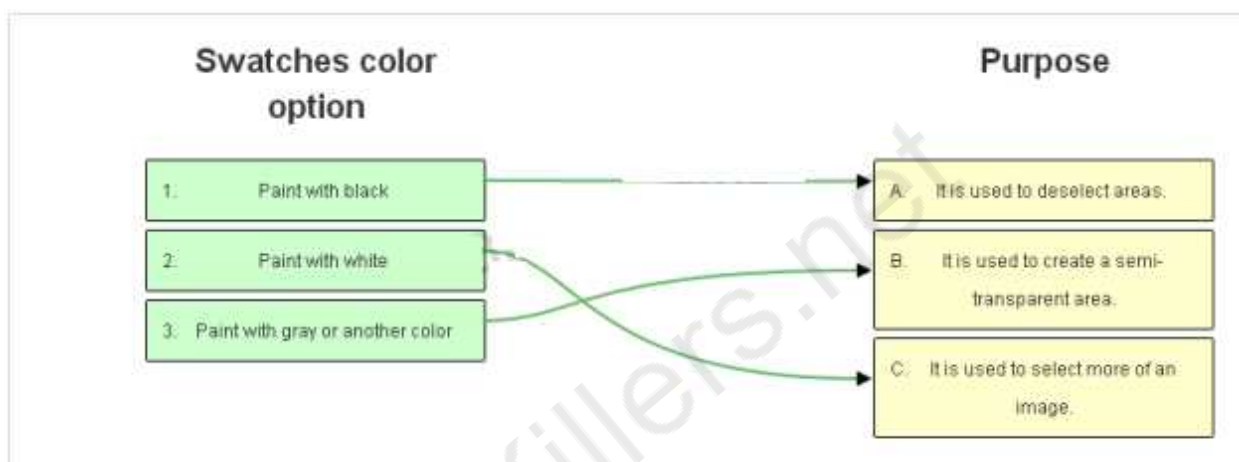 Swatches color
option
Purpose
1. Paint with black
2. Paint with white
3. Paint with gray or another color
A. It is used to deselect areas.
B. It is used to create a semi-
transparent area.
C. It is used to select more of an
image.
killers.net